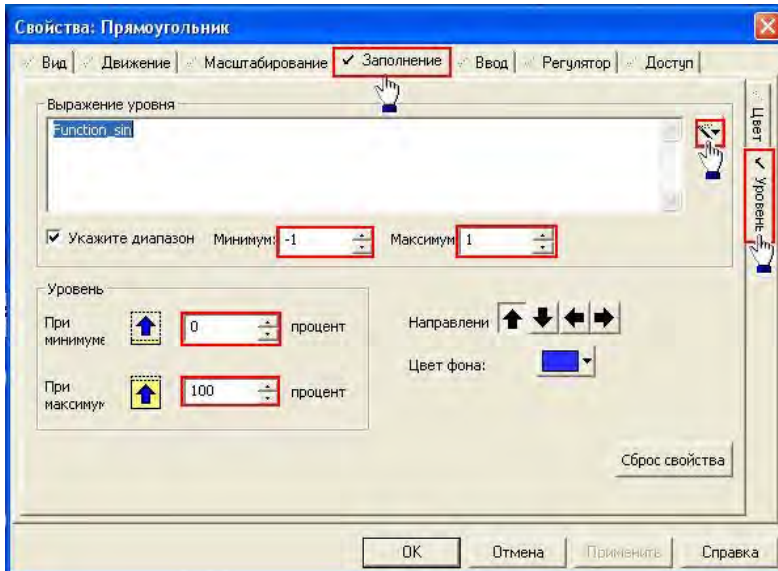 Свойства: Прямоугольник
Вид Движение Масштабирование Заполнение Ввод Регулятор Доступ
Цвет
Уровень
Выражение уровня
Function_sin
Укажите диапазон Минимум: -1 Максимум 1
Уровень
При минимуме 0 процент
При максимум 100 процент
Направлени
Цвет фона:
Сброс свойства
OK Отмена Применить Справка